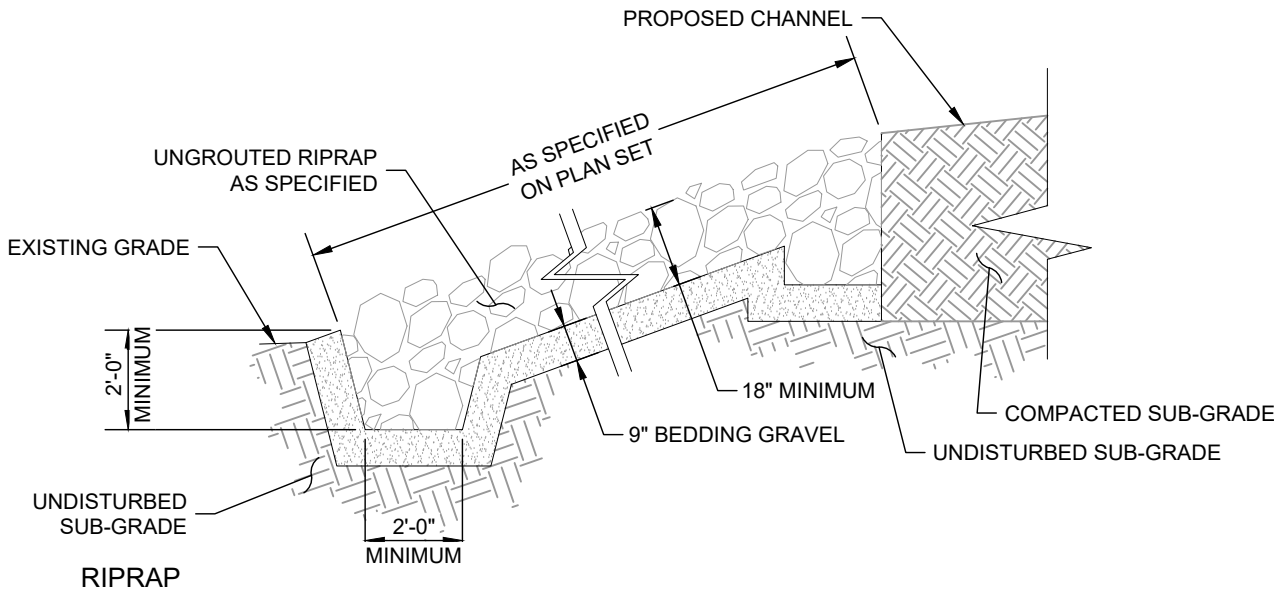 PROPOSED CHANNEL
AS SPECIFIED
ON PLAN SET
UNGROUTED RIPRAP
AS SPECIFIED
EXISTING GRADE
2'-0"
MINIMUM
18" MINIMUM
9" BEDDING GRAVEL
COMPACTED SUB-GRADE
UNDISTURBED SUB-GRADE
UNDISTURBED
SUB-GRADE
2'-0"
MINIMUM
RIPRAP